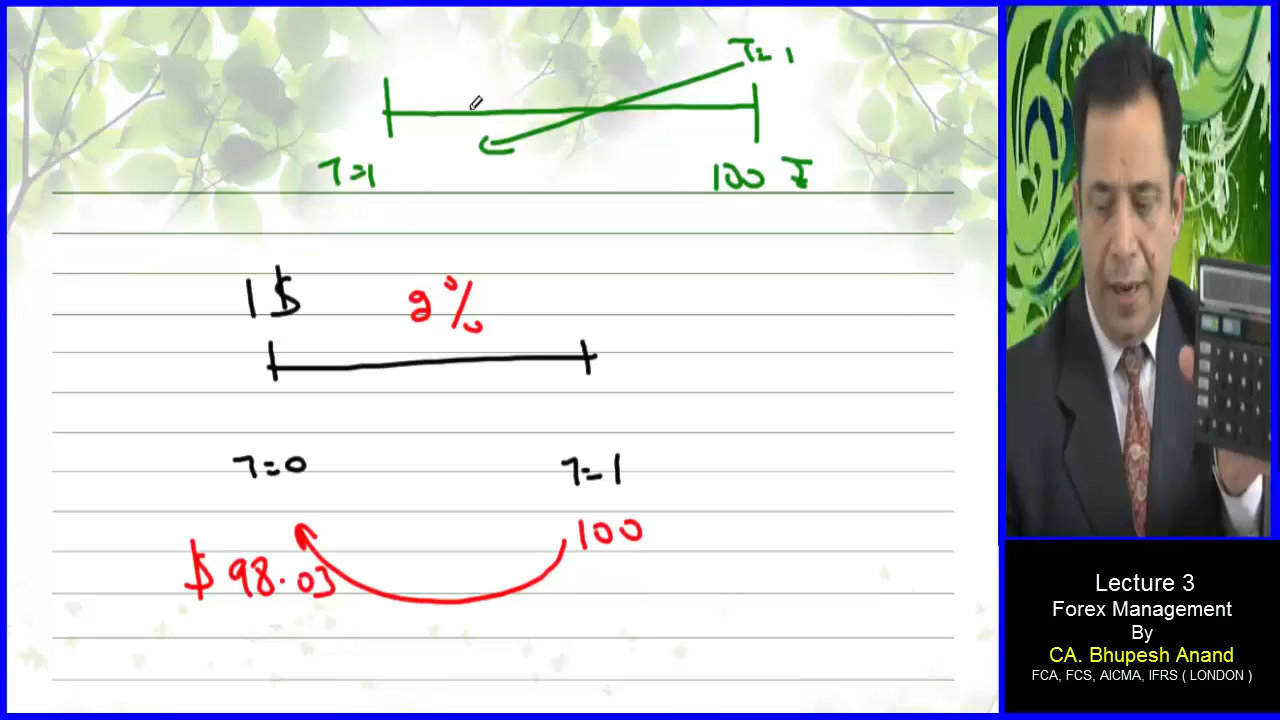 T=1
T=1
100 ₹
1$
2%
T=0
T=1
100
$ 98.03
Lecture 3
Forex Management
By
CA. Bhupesh Anand
FCA, FCS, AICMA, IFRS ( LONDON )